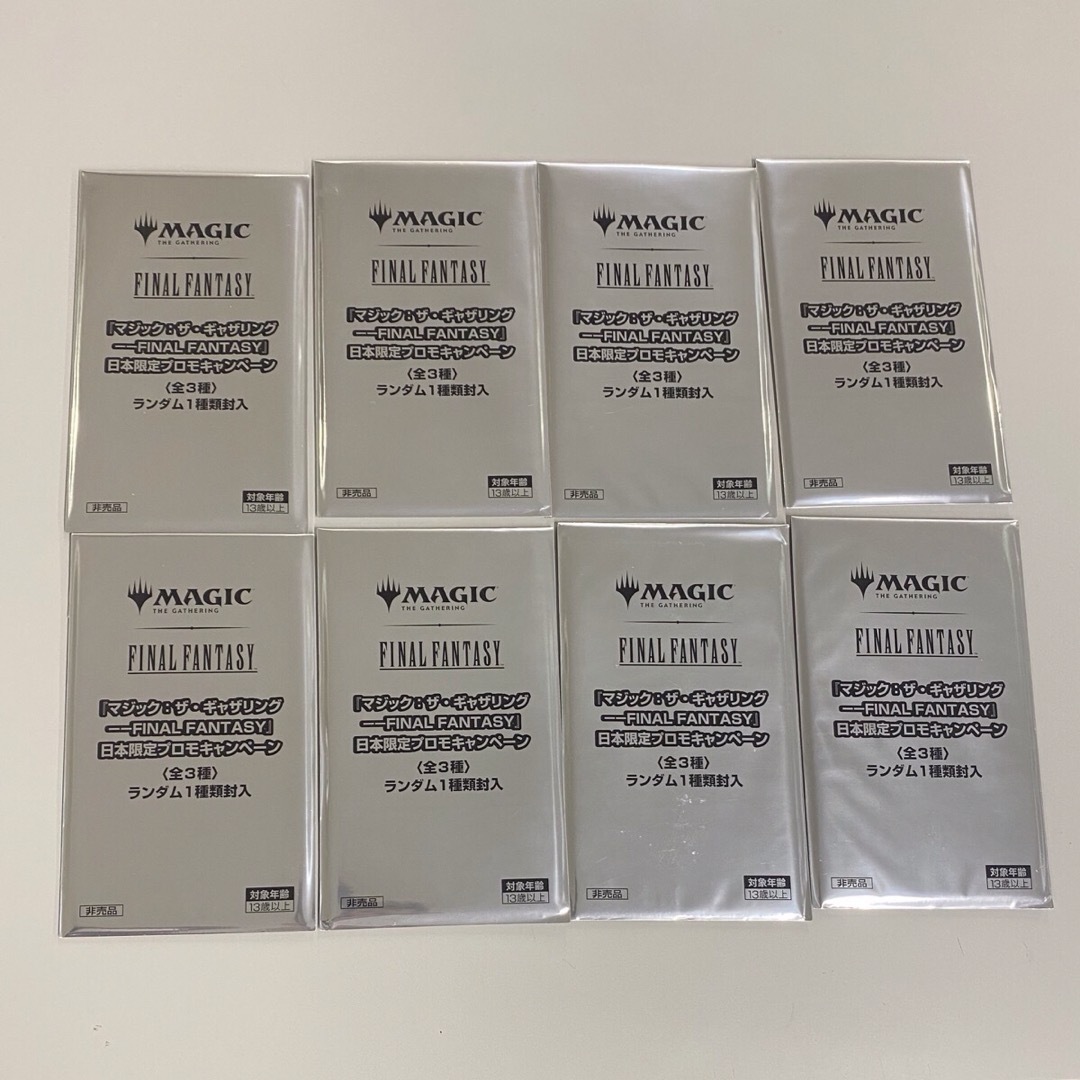 MAGIC
THE GATHERING
FINAL FANTASY
『マジック：ザ・ギャザリング
──FINAL FANTASY』
日本限定プロモキャンペーン
〈全3種〉
ランダム1種類封入
非売品
対象年齢
13歳以上
MAGIC
THE GATHERING
FINAL FANTASY
『マジック：ザ・ギャザリング
──FINAL FANTASY』
日本限定プロモキャンペーン
〈全3種〉
ランダム1種類封入
非売品
対象年齢
13歳以上
MAGIC
THE GATHERING
FINAL FANTASY
『マジック：ザ・ギャザリング
──FINAL FANTASY』
日本限定プロモキャンペーン
〈全3種〉
ランダム1種類封入
非売品
対象年齢
13歳以上
MAGIC
THE GATHERING
FINAL FANTASY
『マジック：ザ・ギャザリング
──FINAL FANTASY』
日本限定プロモキャンペーン
〈全3種〉
ランダム1種類封入
非売品
対象年齢
13歳以上
MAGIC
THE GATHERING
FINAL FANTASY
『マジック：ザ・ギャザリング
──FINAL FANTASY』
日本限定プロモキャンペーン
〈全3種〉
ランダム1種類封入
非売品
対象年齢
13歳以上
MAGIC
THE GATHERING
FINAL FANTASY
『マジック：ザ・ギャザリング
──FINAL FANTASY』
日本限定プロモキャンペーン
〈全3種〉
ランダム1種類封入
非売品
対象年齢
13歳以上
MAGIC
THE GATHERING
FINAL FANTASY
『マジック：ザ・ギャザリング
──FINAL FANTASY』
日本限定プロモキャンペーン
〈全3種〉
ランダム1種類封入
非売品
対象年齢
13歳以上
MAGIC
THE GATHERING
FINAL FANTASY
『マジック：ザ・ギャザリング
──FINAL FANTASY』
日本限定プロモキャンペーン
〈全3種〉
ランダム1種類封入
非売品
対象年齢
13歳以上